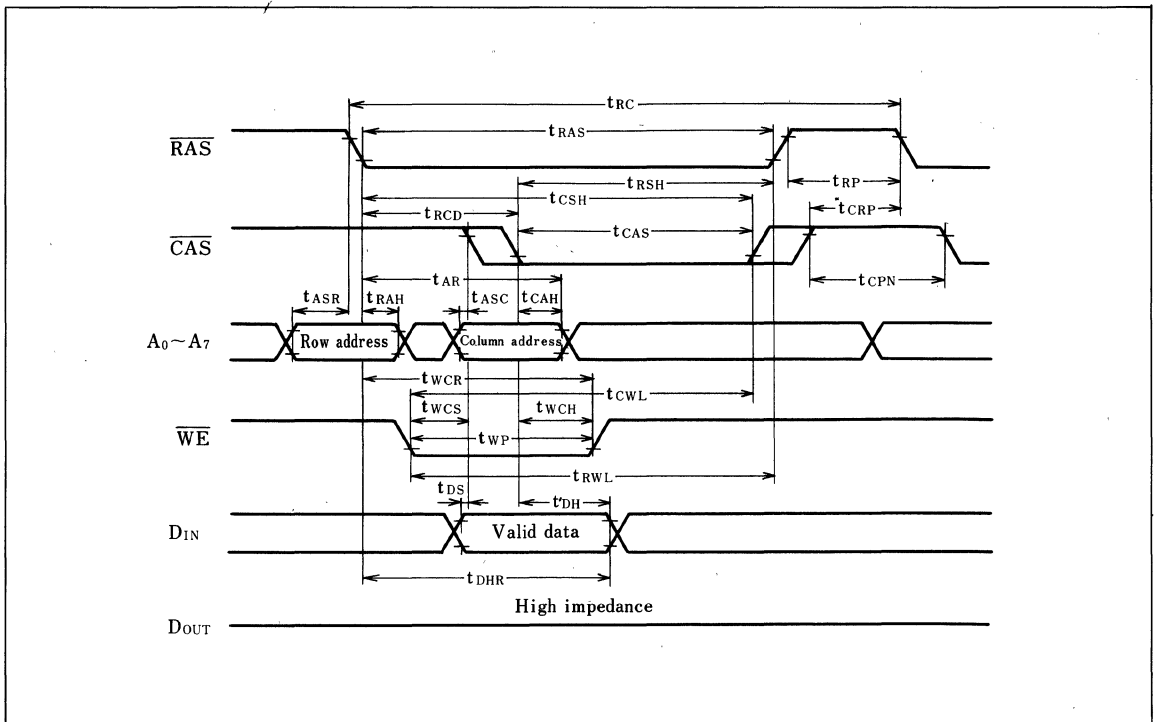 tRC
tRAS
RAS
tRSH
tRP
tCSH
tCRP
tRCD
tCAS
CAS
tAR
tCPN
tASR
tRAH
tASC
tCAH
A0~A7
Row address
Column address
tWCR
tCWL
tWCS
tWCH
WE
tWP
tRWL
tDS
tDH
DIN
Valid data
tDHR
High impedance
DOUT